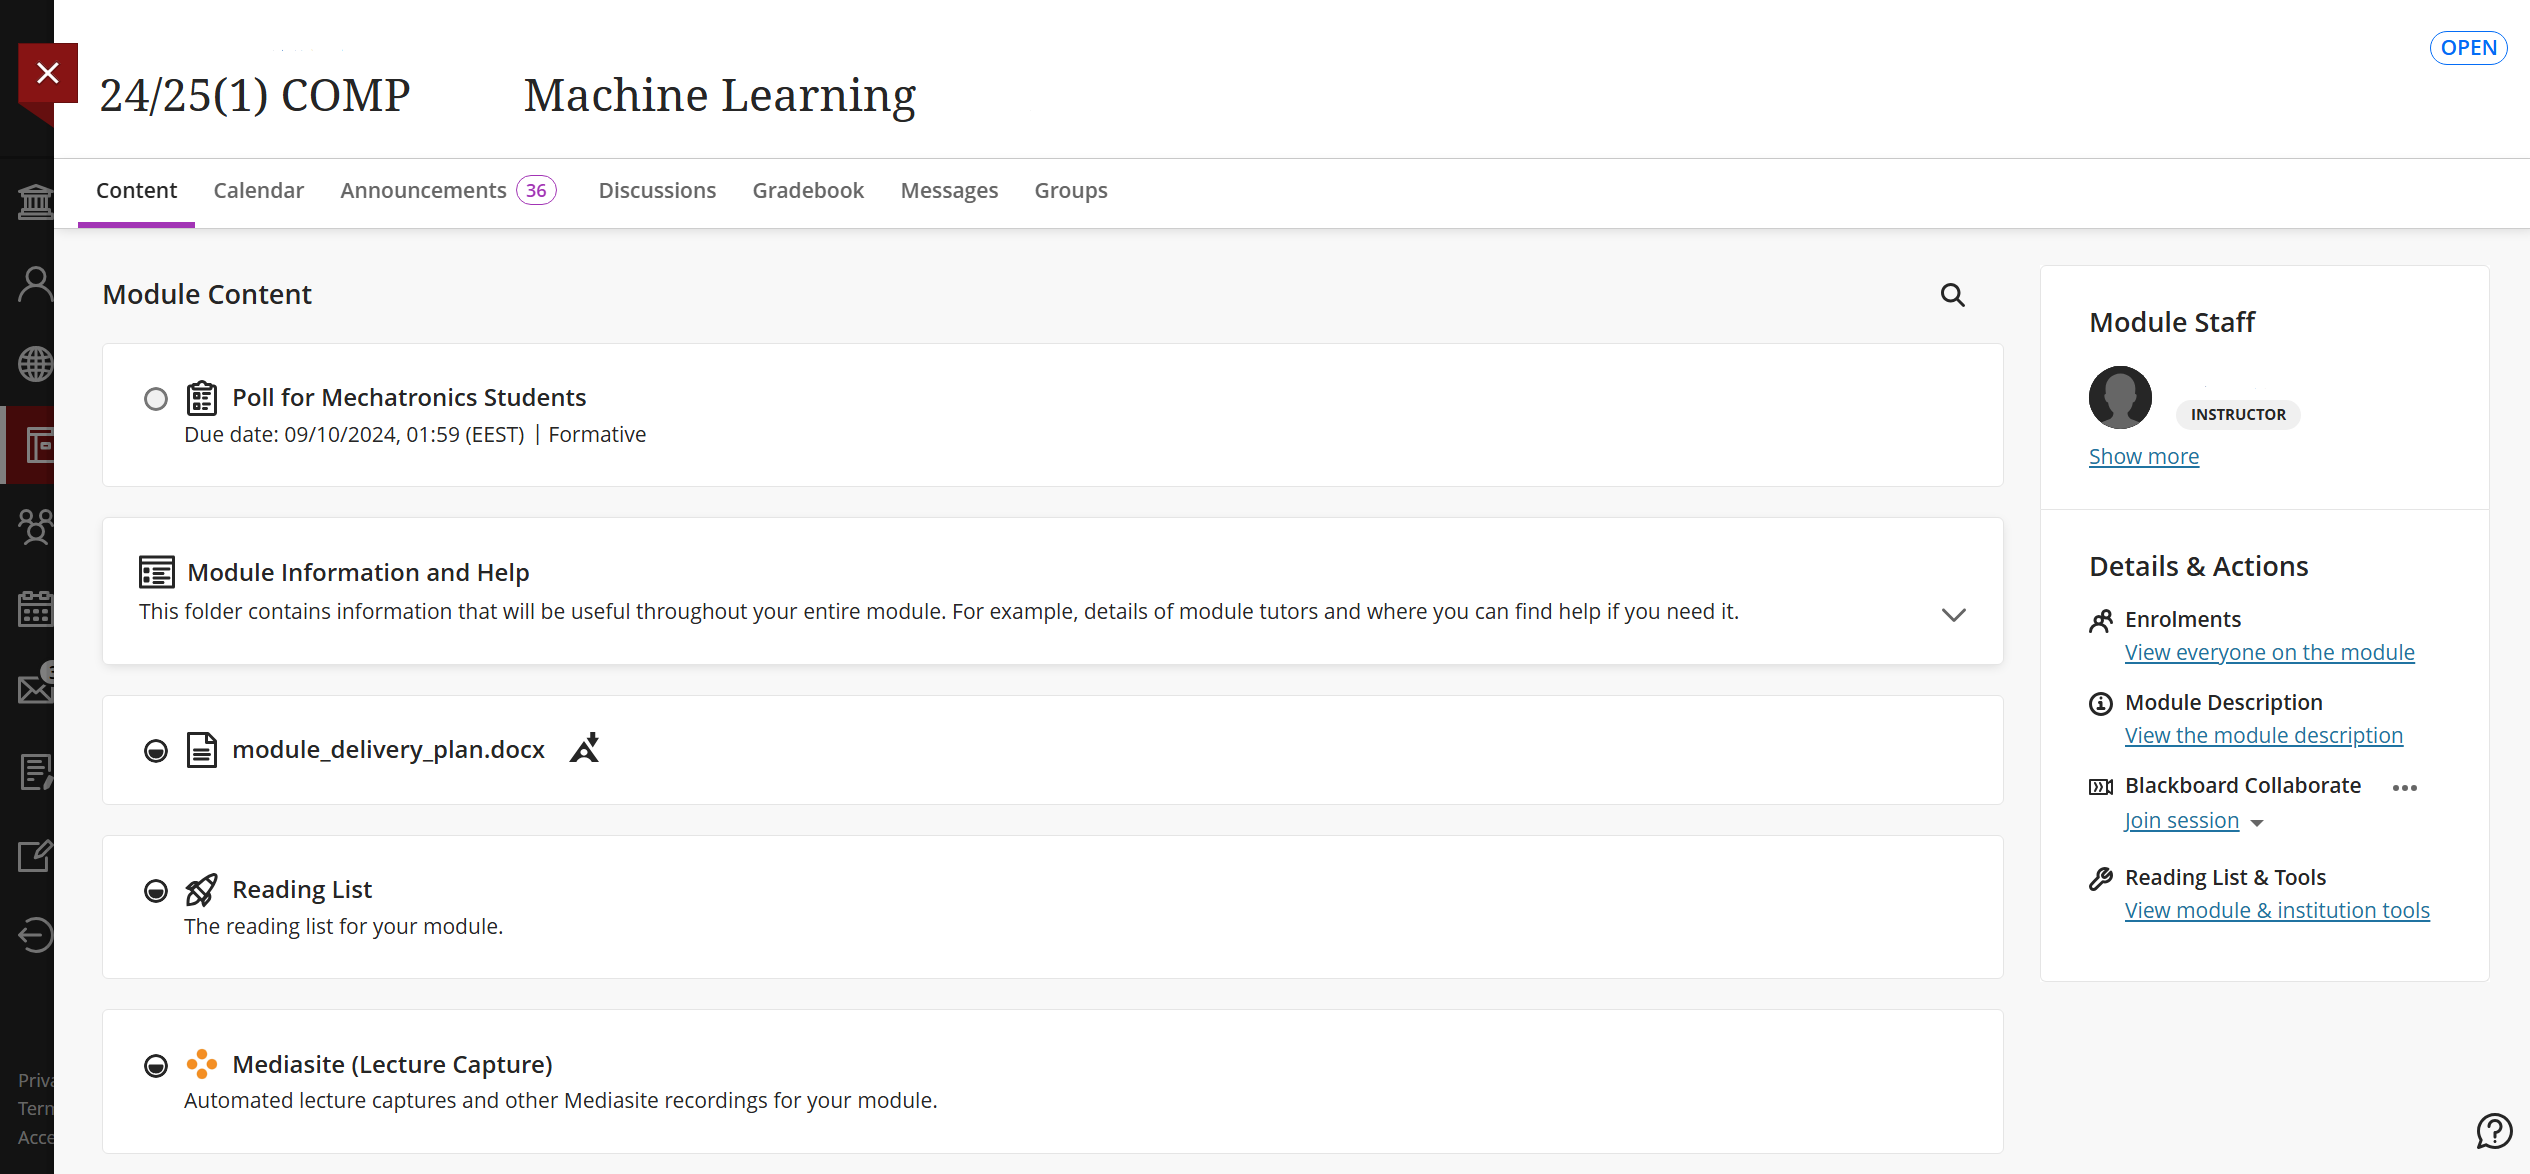 OPEN
24/25(1) COMP Machine Learning
Content Calendar Announcements 36 Discussions Gradebook Messages Groups
Module Content
Poll for Mechatronics Students
Due date: 09/10/2024, 01:59 (EEST) | Formative
Module Information and Help
This folder contains information that will be useful throughout your entire module. For example, details of module tutors and where you can find help if you need it.
module_delivery_plan.docx
Reading List
The reading list for your module.
Mediasite (Lecture Capture)
Automated lecture captures and other Mediasite recordings for your module.
Module Staff
INSTRUCTOR
Show more
Details & Actions
Enrolments
View everyone on the module
Module Description
View the module description
Blackboard Collaborate
Join session
Reading List & Tools
View module & institution tools